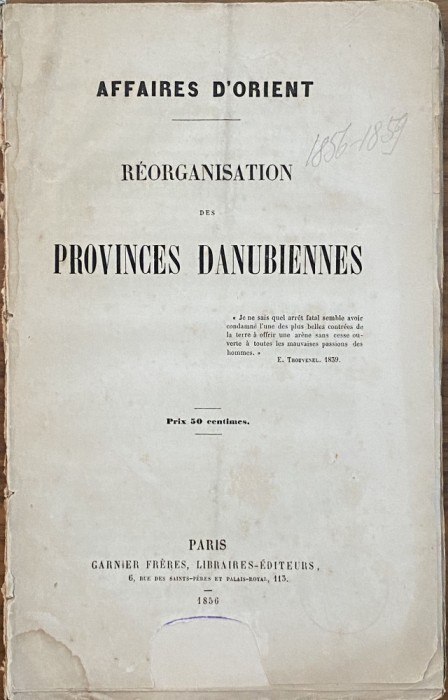 AFFAIRES D'ORIENT
1856-1859
RÉORGANISATION
DES
PROVINCES DANUBIENNES
« Je ne sais quel arrêt fatal semble avoir
condamné l'une des plus belles contrées de
la terre à offrir une arène sans cesse ou-
verte à toutes les mauvaises passions des
hommes. »
E. THOUVENEL. 1839.
Prix 50 centimes.
PARIS
GARNIER FRÈRES, LIBRAIRES-ÉDITEURS,
6, RUE DES SAINTS-PÈRES ET PALAIS-ROYAL, 115.
1856